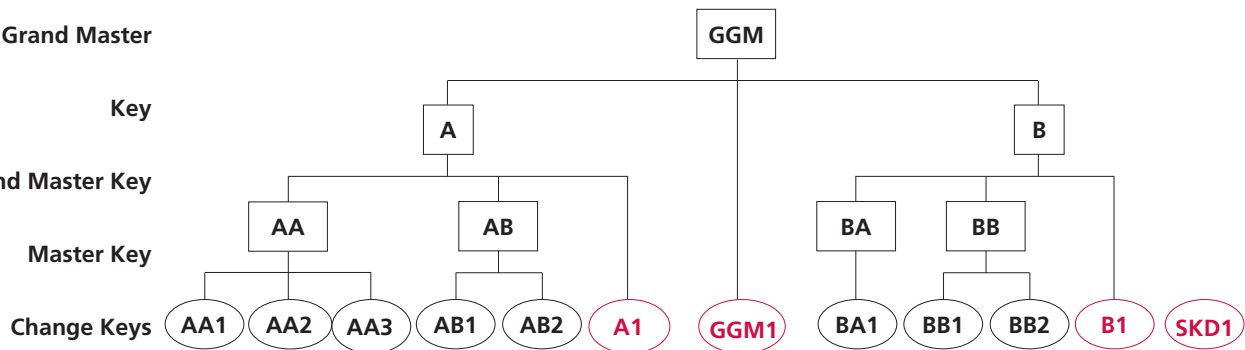 Grand Master
GGM
Key
A
B
nd Master Key
AA
AB
BA
BB
Master Key
Change Keys
AA1
AA2
AA3
AB1
AB2
A1
GGM1
BA1
BB1
BB2
B1
SKD1